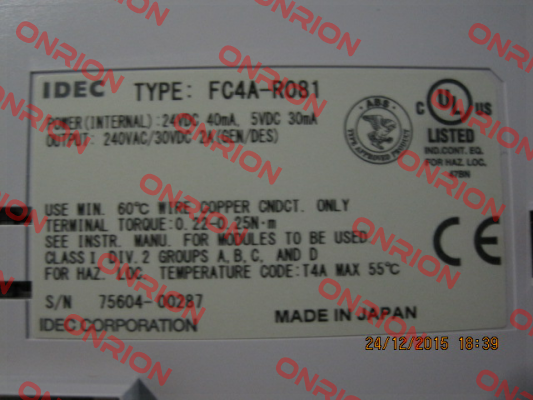 IDEC TYPE: FC4A-R081
POWER(INTERNAL):24VDC 40mA, 5VDC 30mA
OUTPUT: 240VAC/30VDC/2A(GEN/DES)
ABS
TYPE APPROVED PRODUCT
C UL US
LISTED
IND.CONT. EQ.
FOR HAZ. LOC.
47BN
USE MIN. 60℃ WIRE COPPER CNDCT. ONLY
TERMINAL TORQUE:0.22-0.25N·m
SEE INSTR. MANU. FOR MODULES TO BE USED
CLASS I DIV.2 GROUPS A,B,C, AND D
FOR HAZ. LOC. TEMPERATURE CODE:T4A MAX 55℃
CE
S/N 75604-00287
IDEC CORPORATION
MADE IN JAPAN
24/12/2015 18:39
ONRION